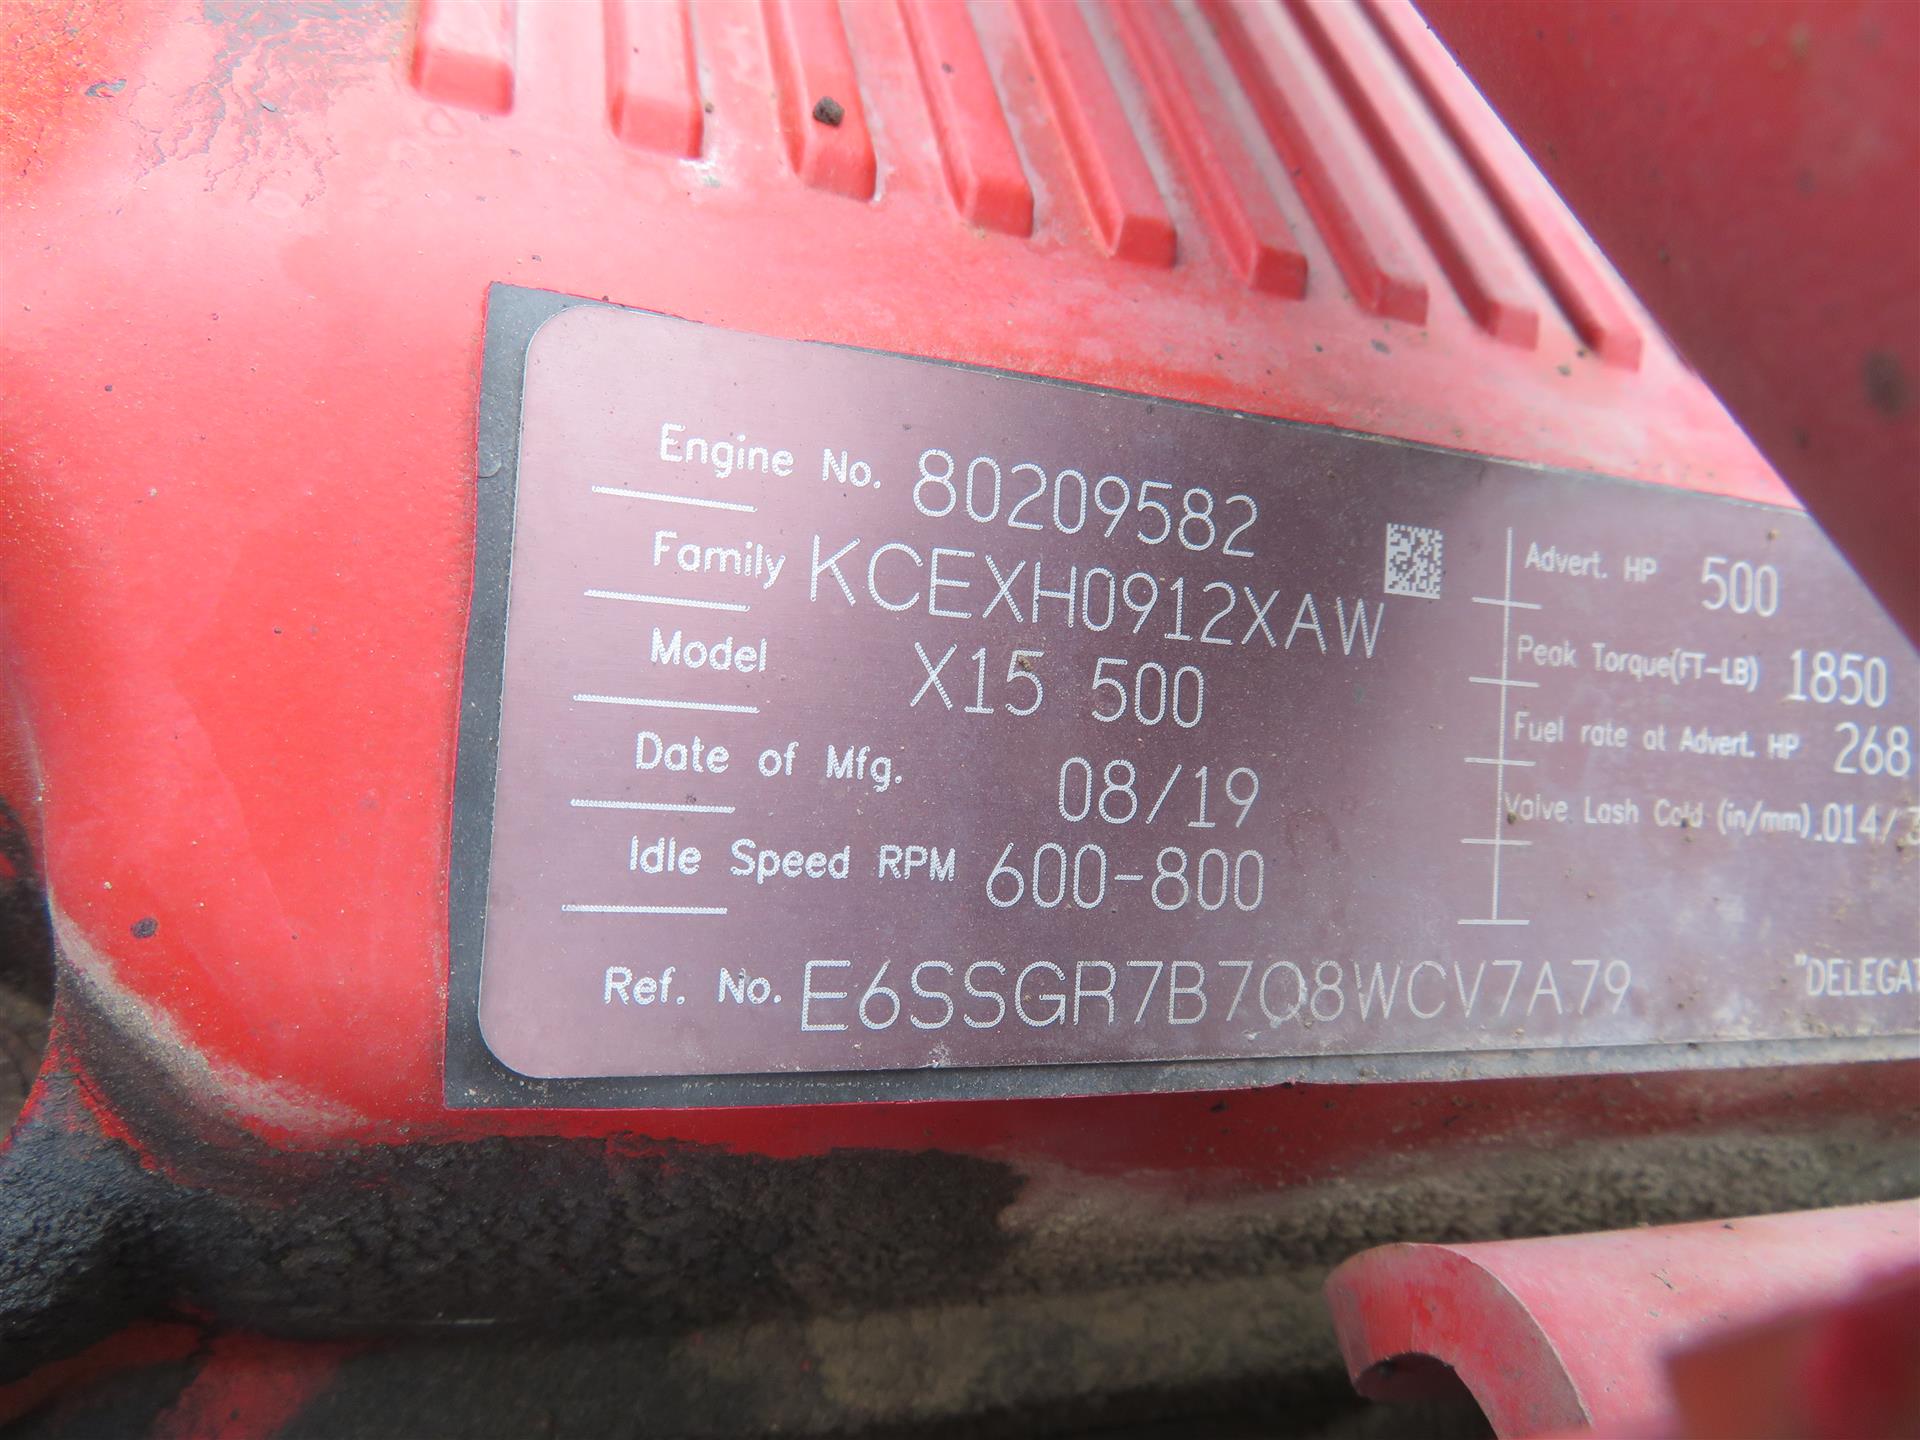 Engine No. 80209582
Family KCEXH0912XAW
Model X15 500
Date of Mfg. 08/19
Idle Speed RPM 600-800
Ref. No. E6SSGR7B7Q8WCV7A79
Advert. HP 500
Peak Torque(FT-LB) 1850
Fuel rate at Advert. HP 268
Valve Lash Cold (in/mm) .014/